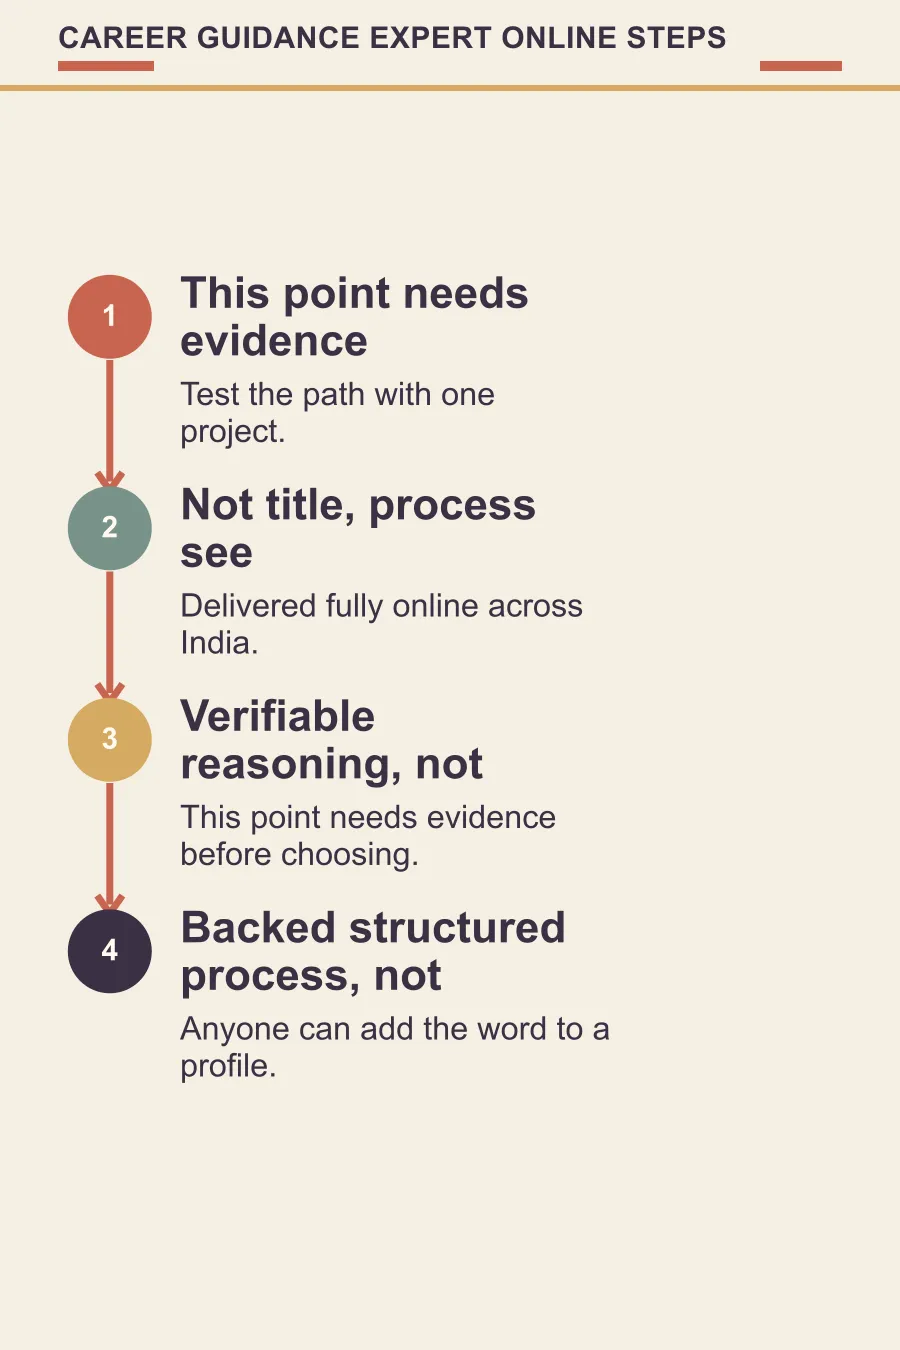 CAREER GUIDANCE EXPERT ONLINE STEPS
1
This point needs
evidence
Test the path with one
project.
2
Not title, process
see
Delivered fully online across
India.
3
Verifiable
reasoning, not
This point needs evidence
before choosing.
4
Backed structured
process, not
Anyone can add the word to a
profile.